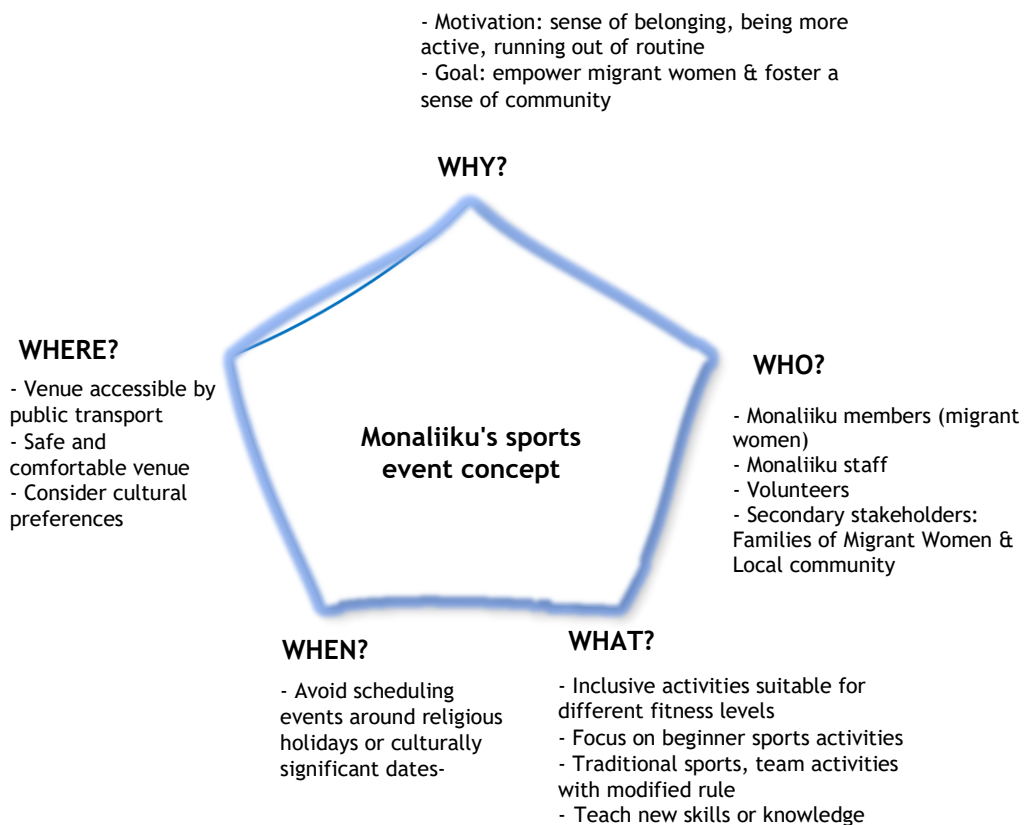 - Motivation: sense of belonging, being more
active, running out of routine
- Goal: empower migrant women & foster a
sense of community
WHY?
WHERE?
- Venue accessible by
public transport
- Safe and
comfortable venue
- Consider cultural
preferences
Monaliiku's sports
event concept
WHO?
- Monaliiku members (migrant
women)
- Monaliiku staff
- Volunteers
- Secondary stakeholders:
Families of Migrant Women &
Local community
WHEN?
- Avoid scheduling
events around religious
holidays or culturally
significant dates-
WHAT?
- Inclusive activities suitable for
different fitness levels
- Focus on beginner sports activities
- Traditional sports, team activities
with modified rule
- Teach new skills or knowledge